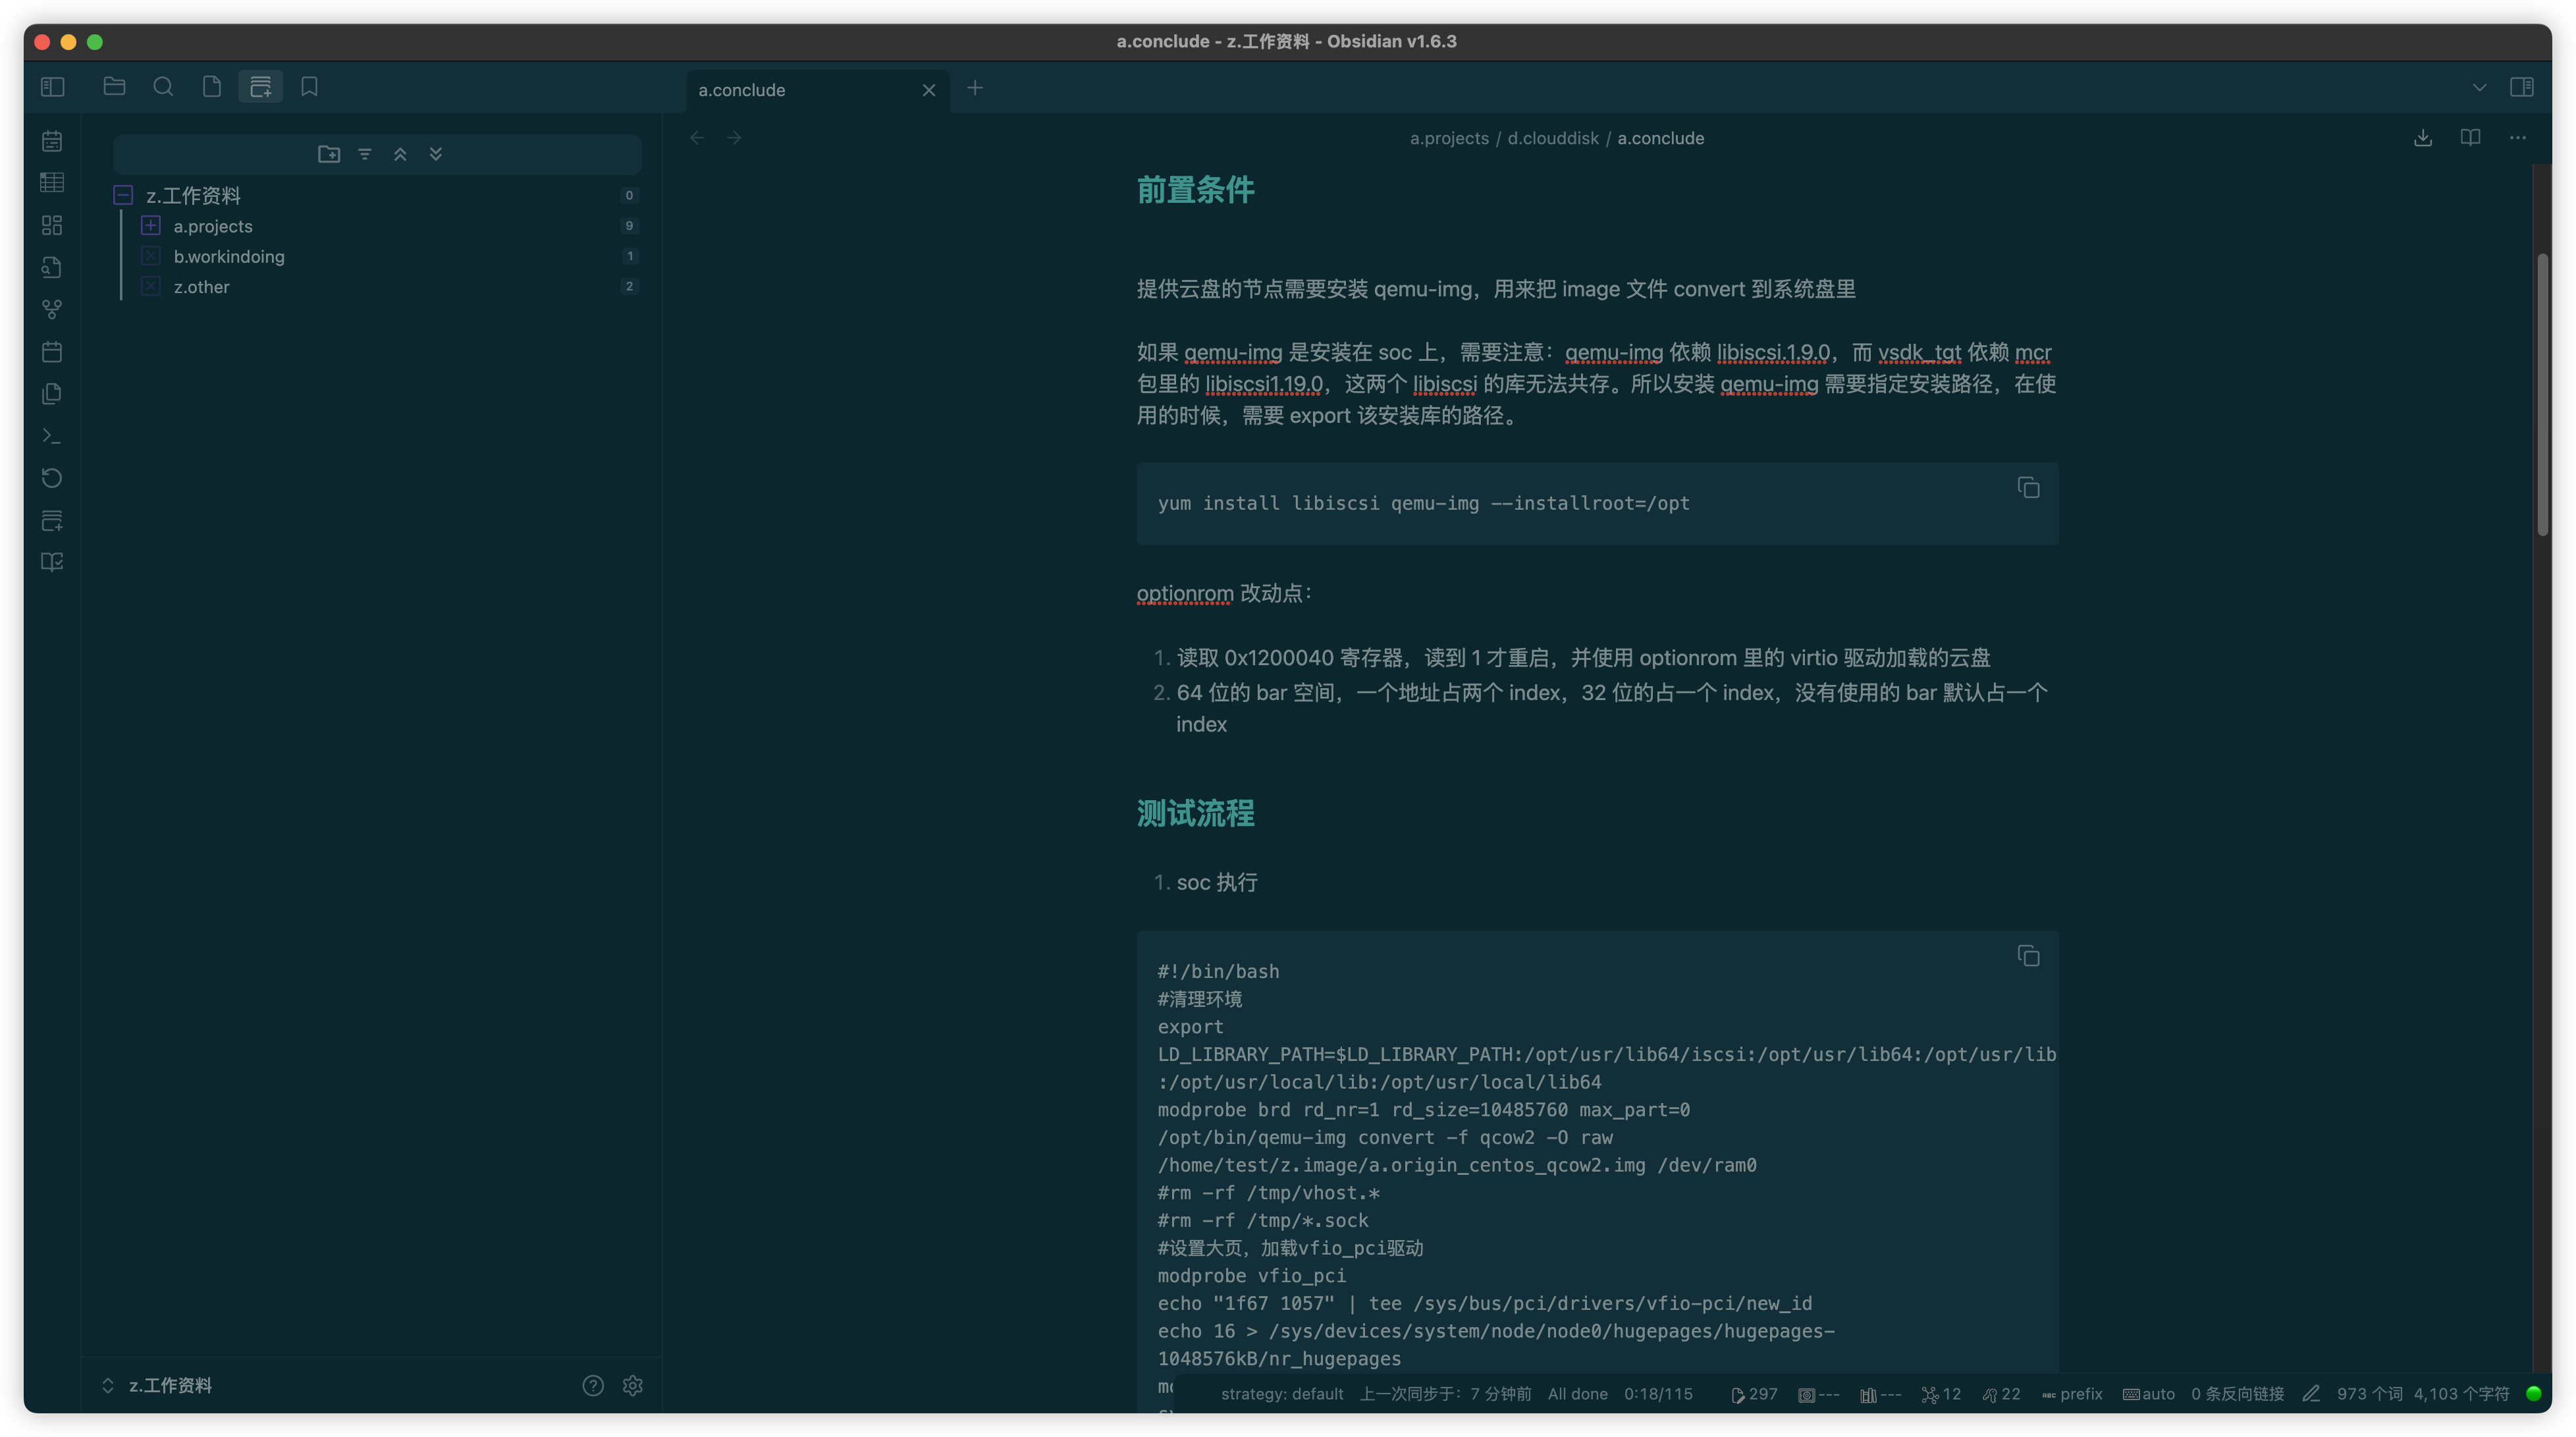 a.conclude - z.工作资料 - Obsidian v1.6.3
a.conclude
a.projects / d.clouddisk / a.conclude
z.工作资料 0
a.projects 9
b.workindoing 1
z.other 2
前置条件
提供云盘的节点需要安装 qemu-img，用来把 image 文件 convert 到系统盘里
如果 qemu-img 是安装在 soc 上，需要注意：qemu-img 依赖 libiscsi.1.9.0，而 vsdk_tgt 依赖 mcr
包里的 libiscsi1.19.0，这两个 libiscsi 的库无法共存。所以安装 qemu-img 需要指定安装路径，在使
用的时候，需要 export 该安装库的路径。
yum install libiscsi qemu-img --installroot=/opt
optionrom 改动点：
1. 读取 0x1200040 寄存器，读到 1 才重启，并使用 optionrom 里的 virtio 驱动加载的云盘
2. 64 位的 bar 空间，一个地址占两个 index，32 位的占一个 index，没有使用的 bar 默认占一个
index
测试流程
1. soc 执行
#!/bin/bash
#清理环境
export
LD_LIBRARY_PATH=$LD_LIBRARY_PATH:/opt/usr/lib64/iscsi:/opt/usr/lib64:/opt/usr/lib
:/opt/usr/local/lib:/opt/usr/local/lib64
modprobe brd rd_nr=1 rd_size=10485760 max_part=0
/opt/bin/qemu-img convert -f qcow2 -O raw
/home/test/z.image/a.origin_centos_qcow2.img /dev/ram0
#rm -rf /tmp/vhost.*
#rm -rf /tmp/*.sock
#设置大页，加载vfio_pci驱动
modprobe vfio_pci
echo "1f67 1057" | tee /sys/bus/pci/drivers/vfio-pci/new_id
echo 16 > /sys/devices/system/node/node0/hugepages/hugepages-
1048576kB/nr_hugepages
z.工作资料
strategy: default 上一次同步于：7 分钟前 All done 0:18/115 297 --- --- 12 22 prefix auto 0 条反向链接 973 个词 4,103 个字符